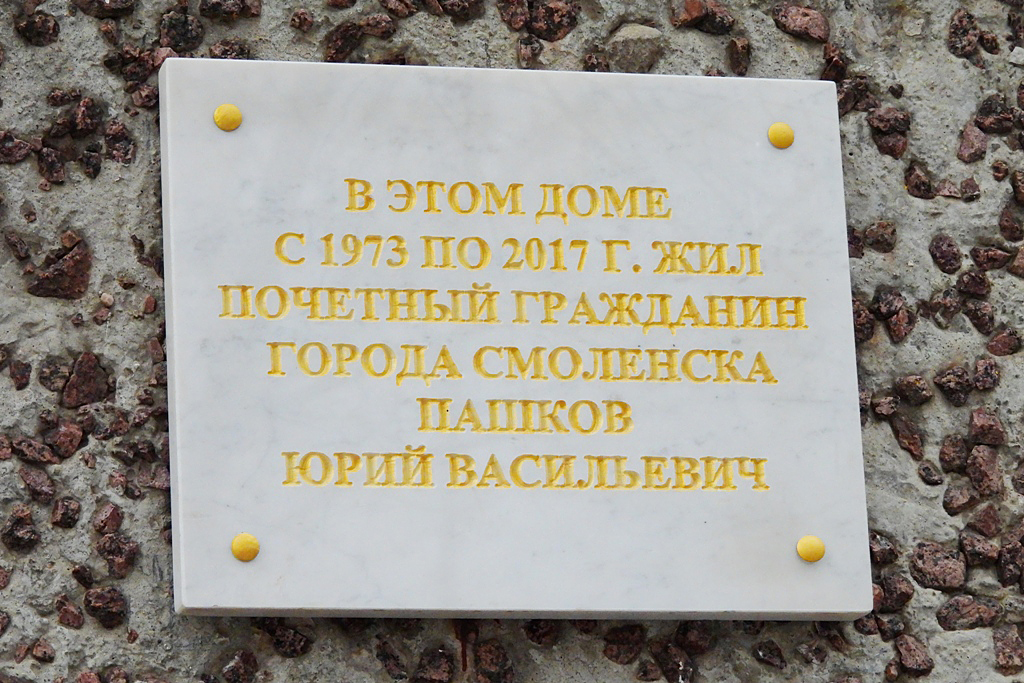 В ЭТОМ ДОМЕ
С 1973 ПО 2017 Г. ЖИЛ
ПОЧЕТНЫЙ ГРАЖДАНИН
ГОРОДА СМОЛЕНСКА
ПАШКОВ
ЮРИЙ ВАСИЛЬЕВИЧ